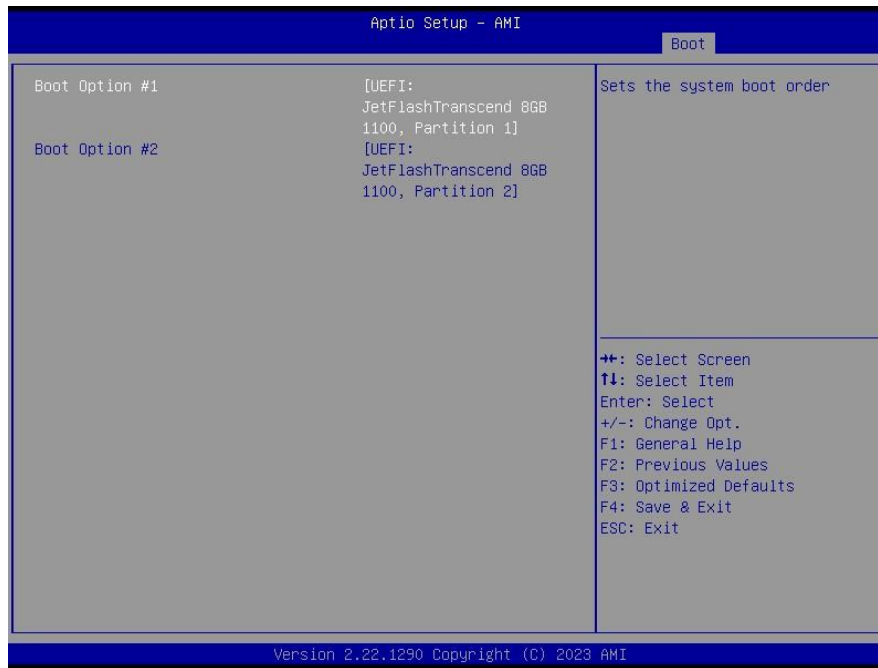 Aptio Setup – AMI
Boot
Boot Option #1 [UEFI:
JetFlashTranscend 8GB
1100, Partition 1]
Boot Option #2 [UEFI:
JetFlashTranscend 8GB
1100, Partition 2]
Sets the system boot order
→←: Select Screen
↑↓: Select Item
Enter: Select
+/-: Change Opt.
F1: General Help
F2: Previous Values
F3: Optimized Defaults
F4: Save & Exit
ESC: Exit
Version 2.22.1290 Copyright (C) 2023 AMI